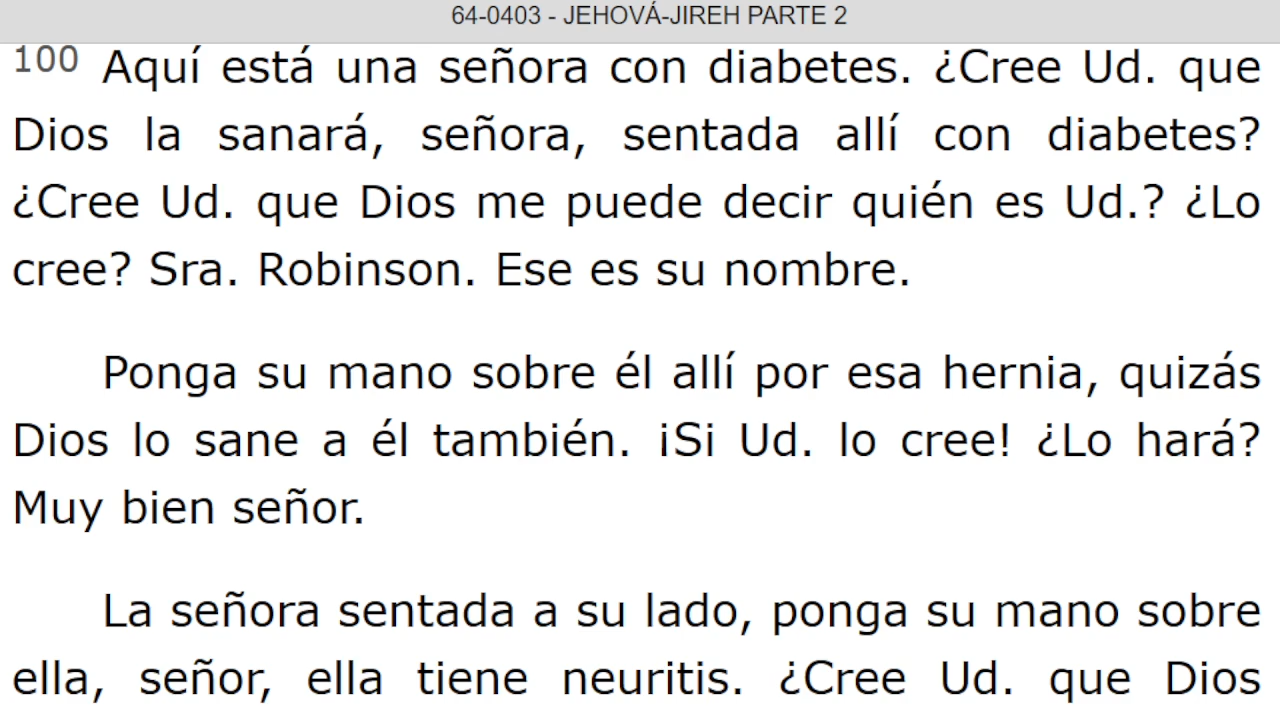 64-0403 - JEHOVÁ-JIREH PARTE 2
100 Aquí está una señora con diabetes. ¿Cree Ud. que
Dios la sanará, señora, sentada allí con diabetes?
¿Cree Ud. que Dios me puede decir quién es Ud.? ¿Lo
cree? Sra. Robinson. Ese es su nombre.
Ponga su mano sobre él allí por esa hernia, quizás
Dios lo sane a él también. ¡Si Ud. lo cree! ¿Lo hará?
Muy bien señor.
La señora sentada a su lado, ponga su mano sobre
ella, señor, ella tiene neuritis. ¿Cree Ud. que Dios